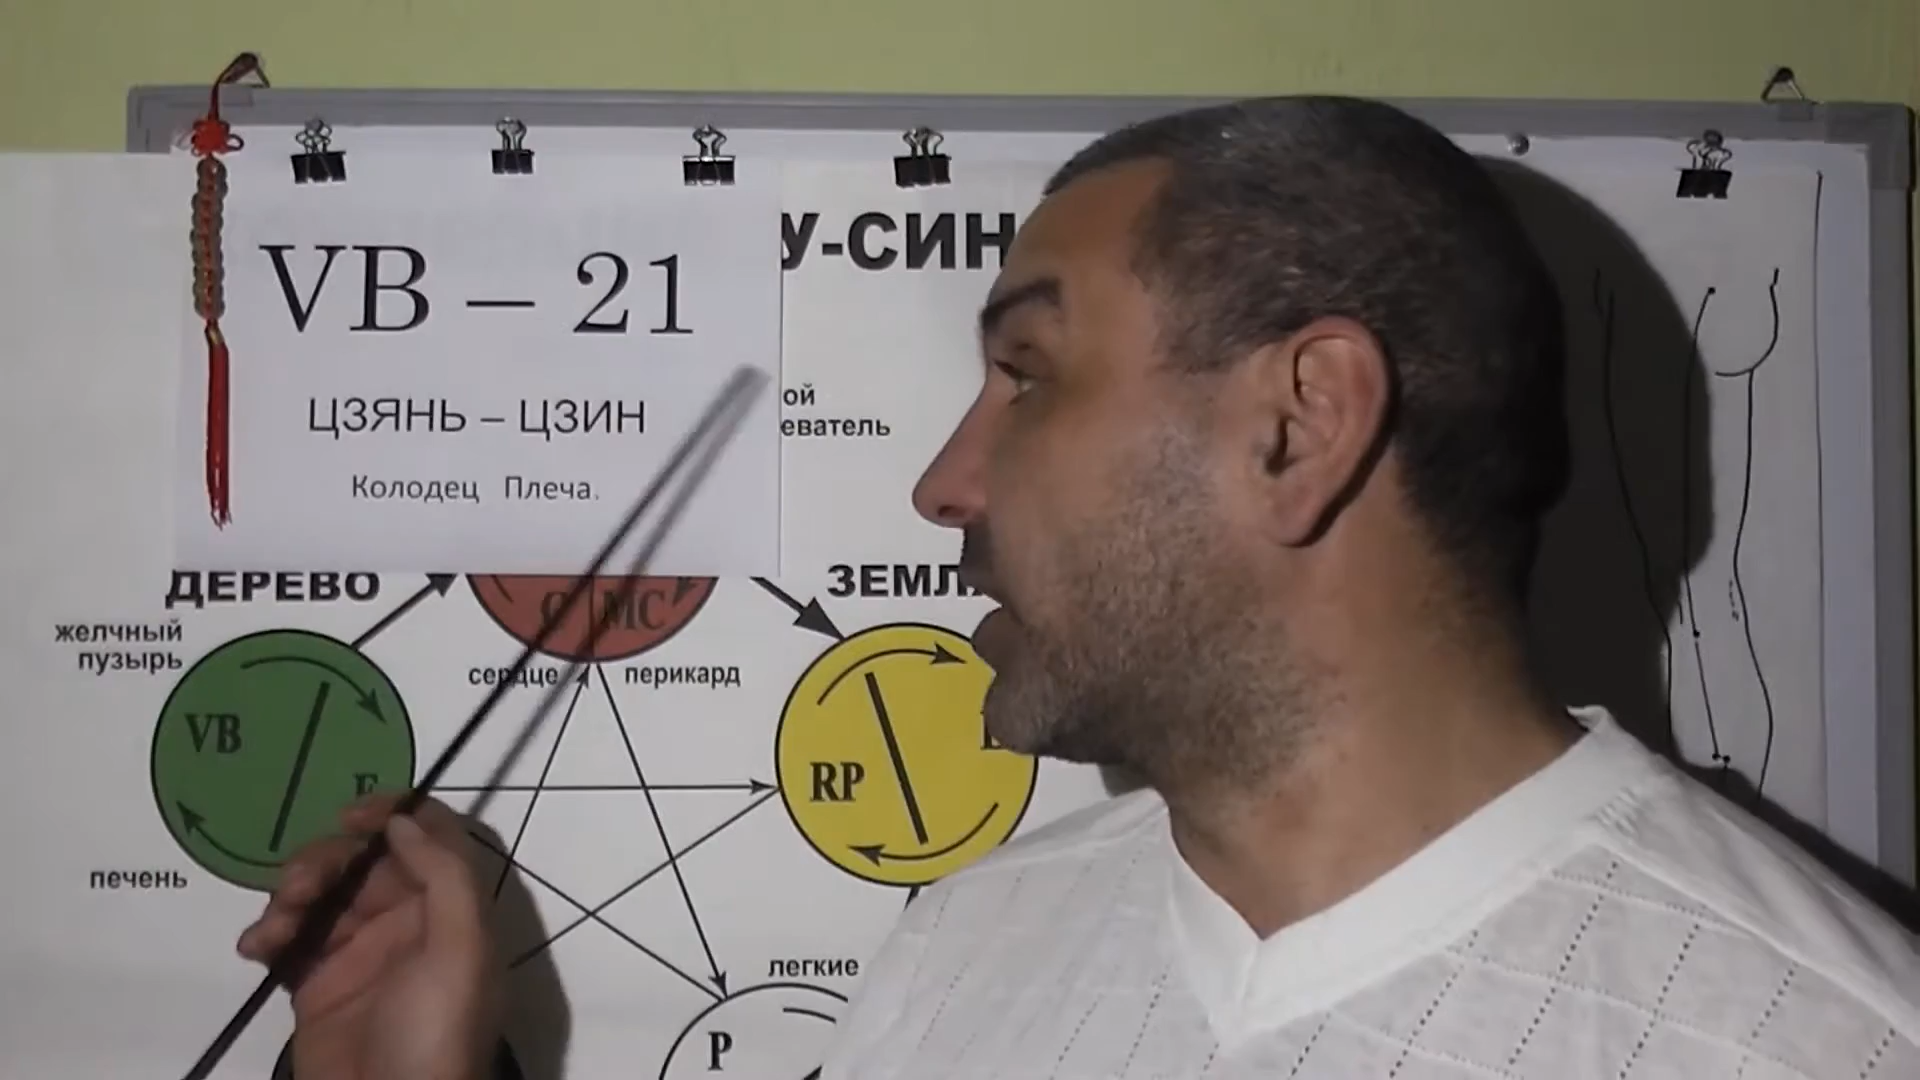 VB – 21
ЦЗЯНЬ – ЦЗИН
Колодец Плеча.
У-СИН
ой
еватель
ДЕРЕВО
ЗЕМЛ
желчный
пузырь
MC
сердце
перикард
VB
RP
печень
легкие
P